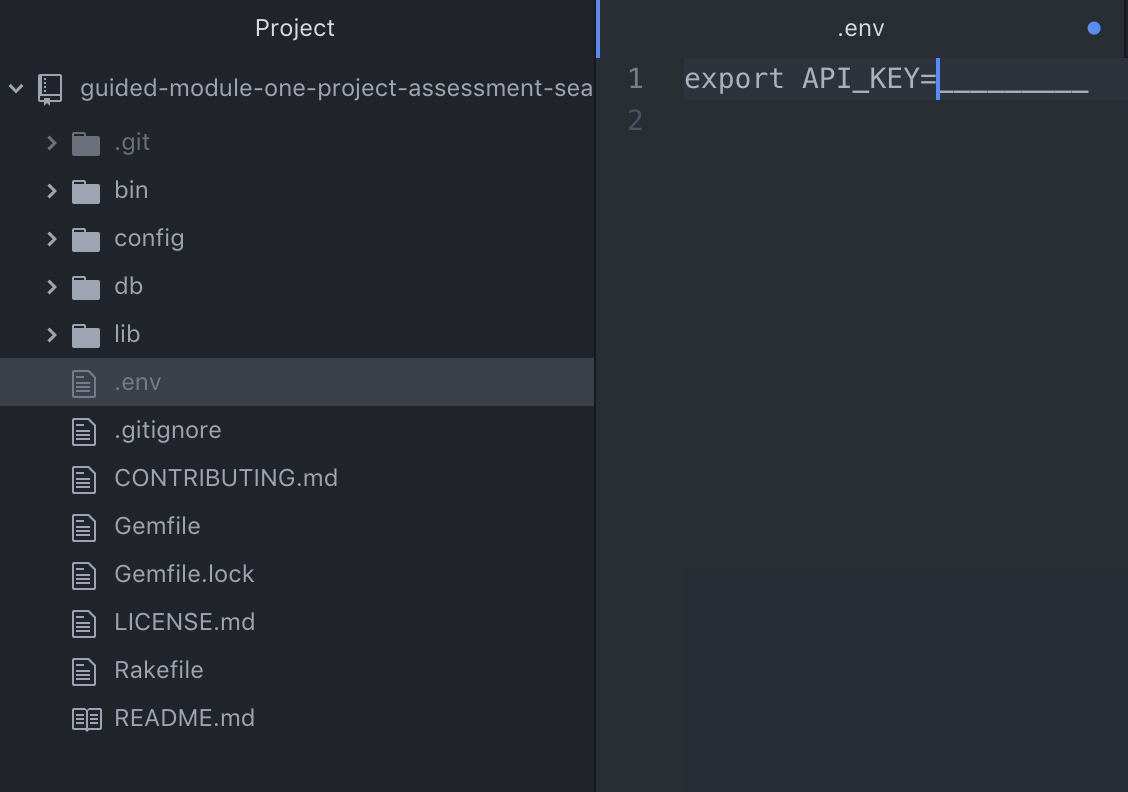 Project
guided-module-one-project-assessment-sea
.git
bin
config
db
lib
.env
.gitignore
CONTRIBUTING.md
Gemfile
Gemfile.lock
LICENSE.md
Rakefile
README.md
.env
1 export API_KEY=_________
2